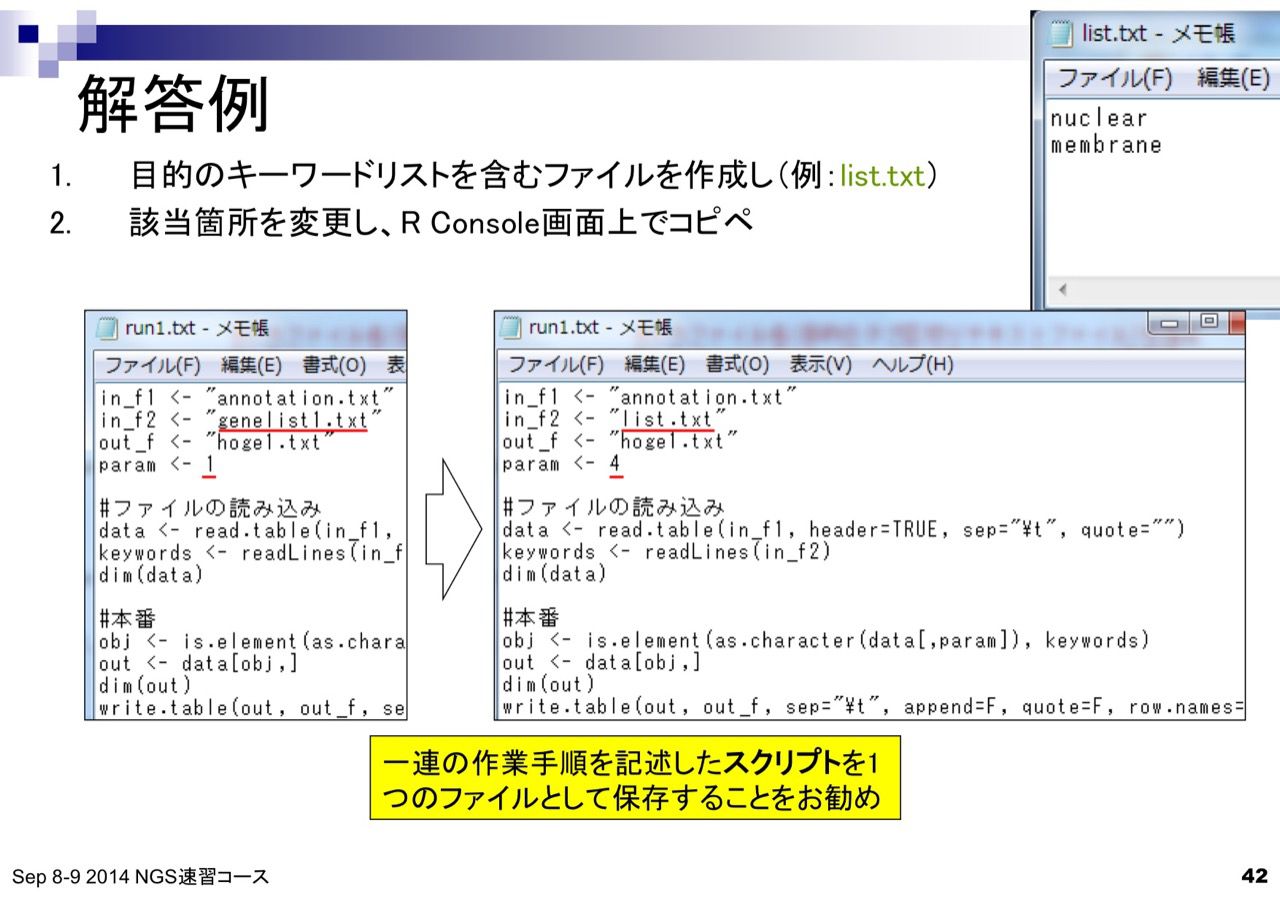 解答例
1. 目的のキーワードリストを含むファイルを作成し（例：list.txt）
2. 該当箇所を変更し、R Console画面上でコピペ
list.txt - メモ帳
ファイル(F) 編集(E)
nuclear
membrane
run1.txt - メモ帳
ファイル(F) 編集(E) 書式(O) 表
in_f1 <- "annotation.txt"
in_f2 <- "genelist1.txt"
out_f <- "hoge1.txt"
param <- 1
#ファイルの読み込み
data <- read.table(in_f1,
keywords <- readLines(in_f
dim(data)
#本番
obj <- is.element(as.chara
out <- data[obj,]
dim(out)
write.table(out, out_f, se
run1.txt - メモ帳
ファイル(F) 編集(E) 書式(O) 表示(V) ヘルプ(H)
in_f1 <- "annotation.txt"
in_f2 <- "list.txt"
out_f <- "hoge1.txt"
param <- 4
#ファイルの読み込み
data <- read.table(in_f1, header=TRUE, sep="¥t", quote="")
keywords <- readLines(in_f2)
dim(data)
#本番
obj <- is.element(as.character(data[,param]), keywords)
out <- data[obj,]
dim(out)
write.table(out, out_f, sep="¥t", append=F, quote=F, row.names=
一連の作業手順を記述したスクリプトを1
つのファイルとして保存することをお勧め
Sep 8-9 2014 NGS速習コース
42